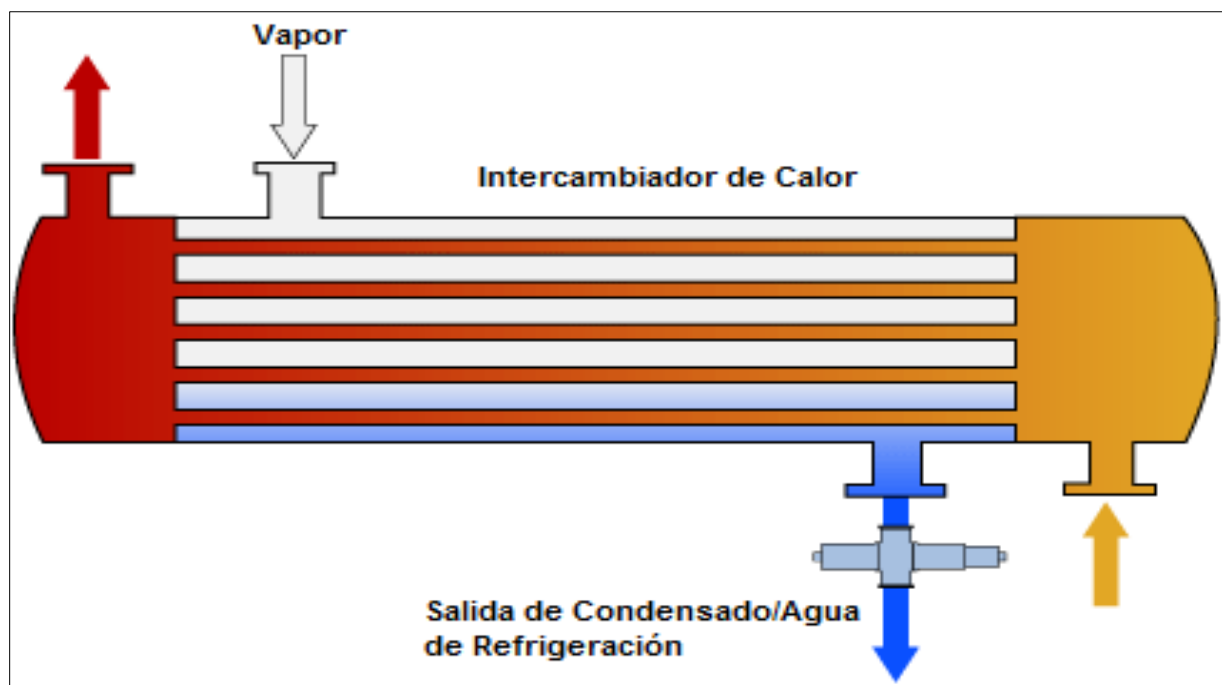 Vapor
Intercambiador de Calor
Salida de Condensado/Agua
de Refrigeración